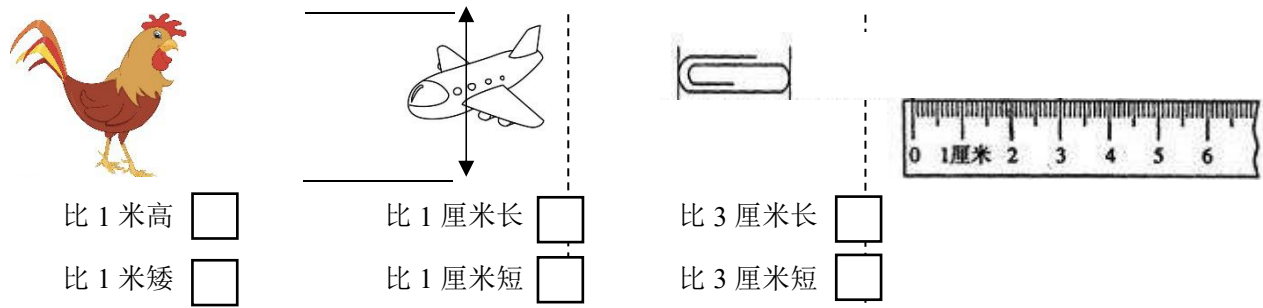 0 1厘米 2 3 4 5 6
比 1 米高 比 1 厘米长 比 3 厘米长
比 1 米矮 比 1 厘米短 比 3 厘米短